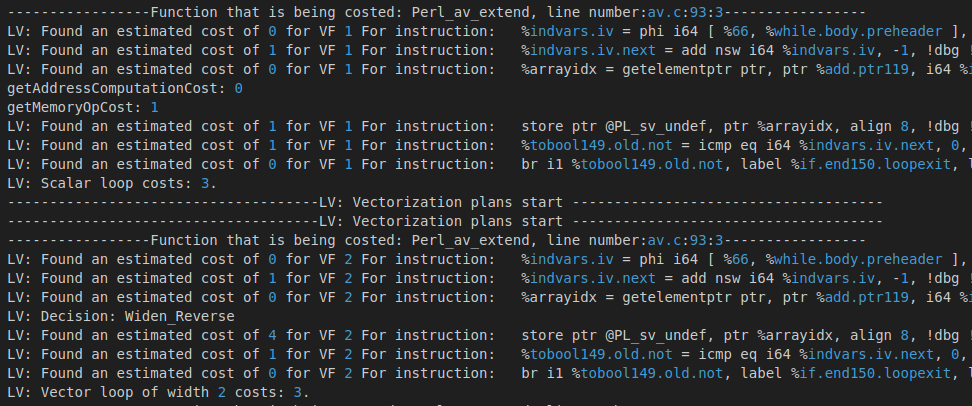 -----------------Function that is being costed: Perl_av_extend, line number:av.c:93:3-----------------
LV: Found an estimated cost of 0 for VF 1 For instruction:   %indvars.iv = phi i64 [ %66, %while.body.preheader ],
LV: Found an estimated cost of 1 for VF 1 For instruction:   %indvars.iv.next = add nsw i64 %indvars.iv, -1, !dbg !
LV: Found an estimated cost of 0 for VF 1 For instruction:   %arrayidx = getelementptr ptr, ptr %add.ptr119, i64 %i
getAddressComputationCost: 0
getMemoryOpCost: 1
LV: Found an estimated cost of 1 for VF 1 For instruction:   store ptr @PL_sv_undef, ptr %arrayidx, align 8, !dbg !
LV: Found an estimated cost of 1 for VF 1 For instruction:   %tobool149.old.not = icmp eq i64 %indvars.iv.next, 0,
LV: Found an estimated cost of 0 for VF 1 For instruction:   br i1 %tobool149.old.not, label %if.end150.loopexit, l
LV: Scalar loop costs: 3.
-------------------------------------LV: Vectorization plans start -------------------------------------
-------------------------------------LV: Vectorization plans start -------------------------------------
-----------------Function that is being costed: Perl_av_extend, line number:av.c:93:3-----------------
LV: Found an estimated cost of 0 for VF 2 For instruction:   %indvars.iv = phi i64 [ %66, %while.body.preheader ],
LV: Found an estimated cost of 1 for VF 2 For instruction:   %indvars.iv.next = add nsw i64 %indvars.iv, -1, !dbg !
LV: Found an estimated cost of 0 for VF 2 For instruction:   %arrayidx = getelementptr ptr, ptr %add.ptr119, i64 %i
LV: Decision: Widen_Reverse
LV: Found an estimated cost of 4 for VF 2 For instruction:   store ptr @PL_sv_undef, ptr %arrayidx, align 8, !dbg !
LV: Found an estimated cost of 1 for VF 2 For instruction:   %tobool149.old.not = icmp eq i64 %indvars.iv.next, 0,
LV: Found an estimated cost of 0 for VF 2 For instruction:   br i1 %tobool149.old.not, label %if.end150.loopexit, l
LV: Vector loop of width 2 costs: 3.